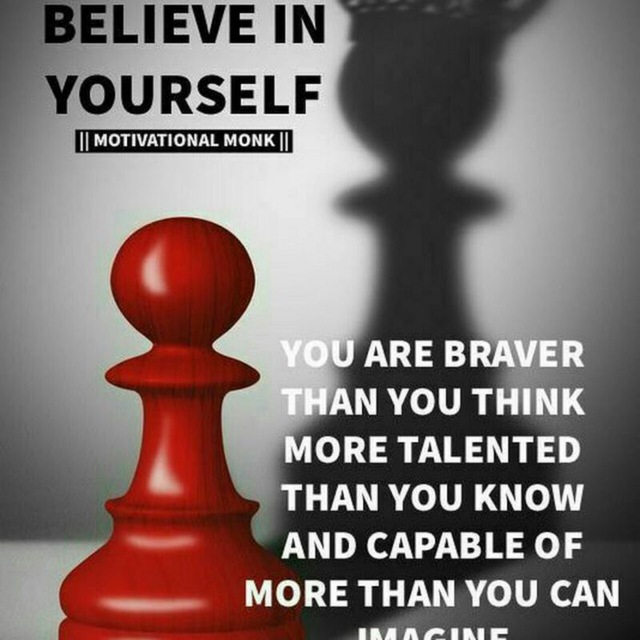 BELIEVE IN
YOURSELF
|| MOTIVATIONAL MONK ||
YOU ARE BRAVER
THAN YOU THINK
MORE TALENTED
THAN YOU KNOW
AND CAPABLE OF
MORE THAN YOU CAN
IMAGINE